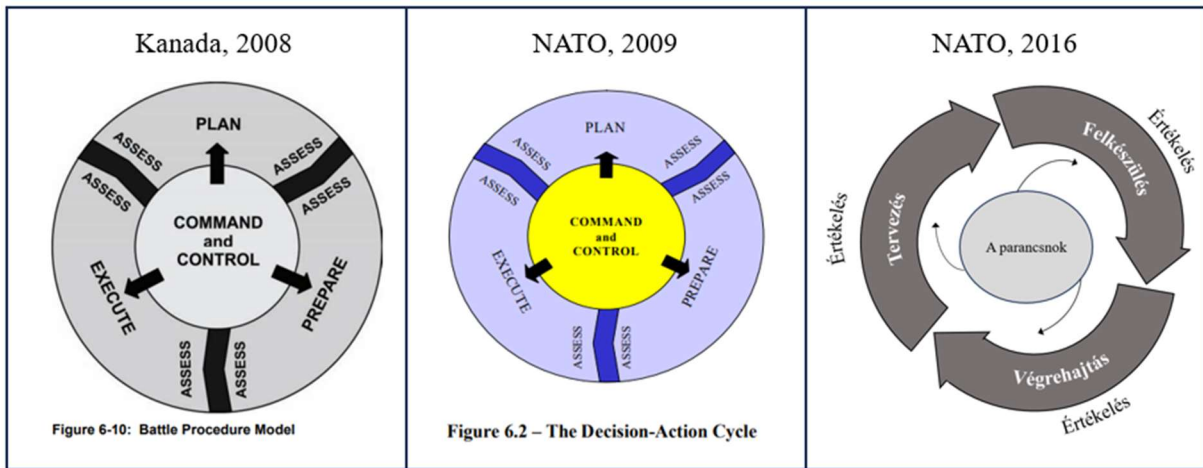 Kanada, 2008
PLAN
ASSESS
ASSESS
ASSESS
ASSESS
COMMAND
and
CONTROL
EXECUTE
PREPARE
ASSESS
ASSESS
Figure 6-10: Battle Procedure Model
NATO, 2009
PLAN
ASSESS
ASSESS
ASSESS
ASSESS
COMMAND
and
CONTROL
EXECUTE
PREPARE
ASSESS
ASSESS
Figure 6.2 – The Decision-Action Cycle
NATO, 2016
Felkészülés
Értékelés
Értékelés
Tervezés
A parancsnok
Végrehajtás
Értékelés